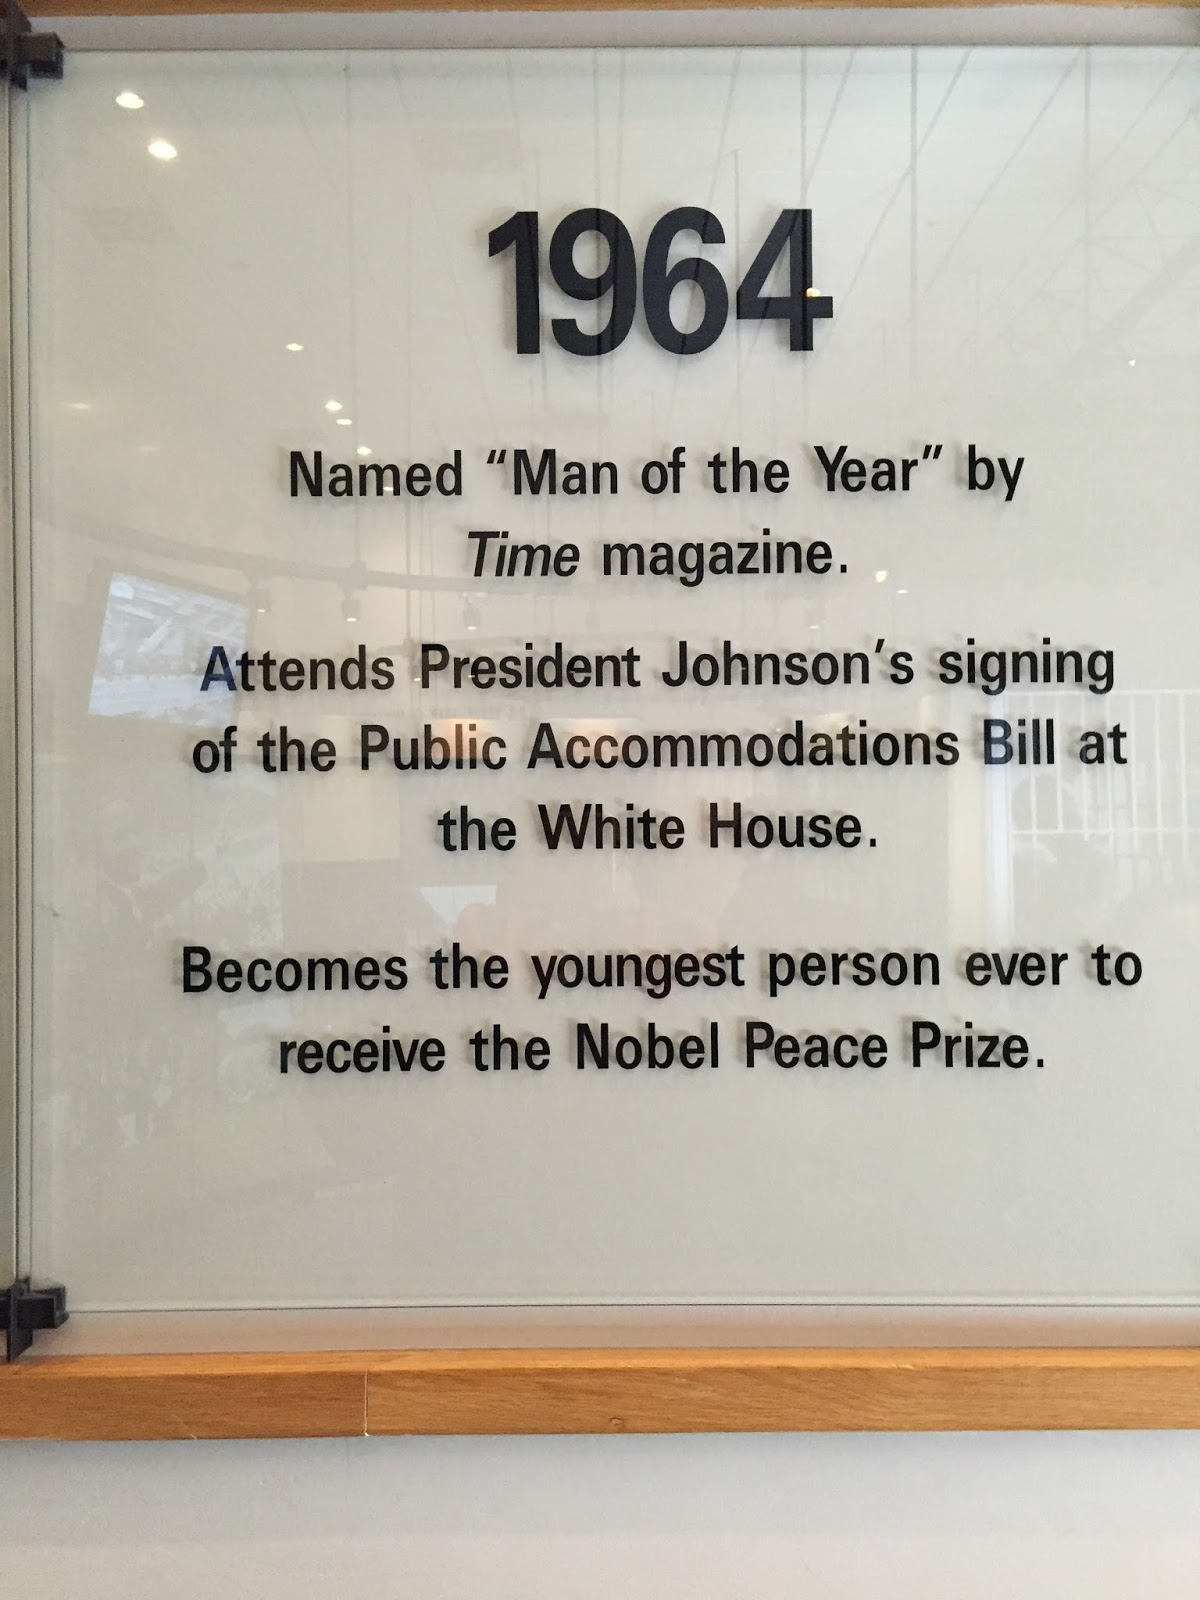 1964
Named “Man of the Year” by
Time magazine.
Attends President Johnson’s signing
of the Public Accommodations Bill at
the White House.
Becomes the youngest person ever to
receive the Nobel Peace Prize.